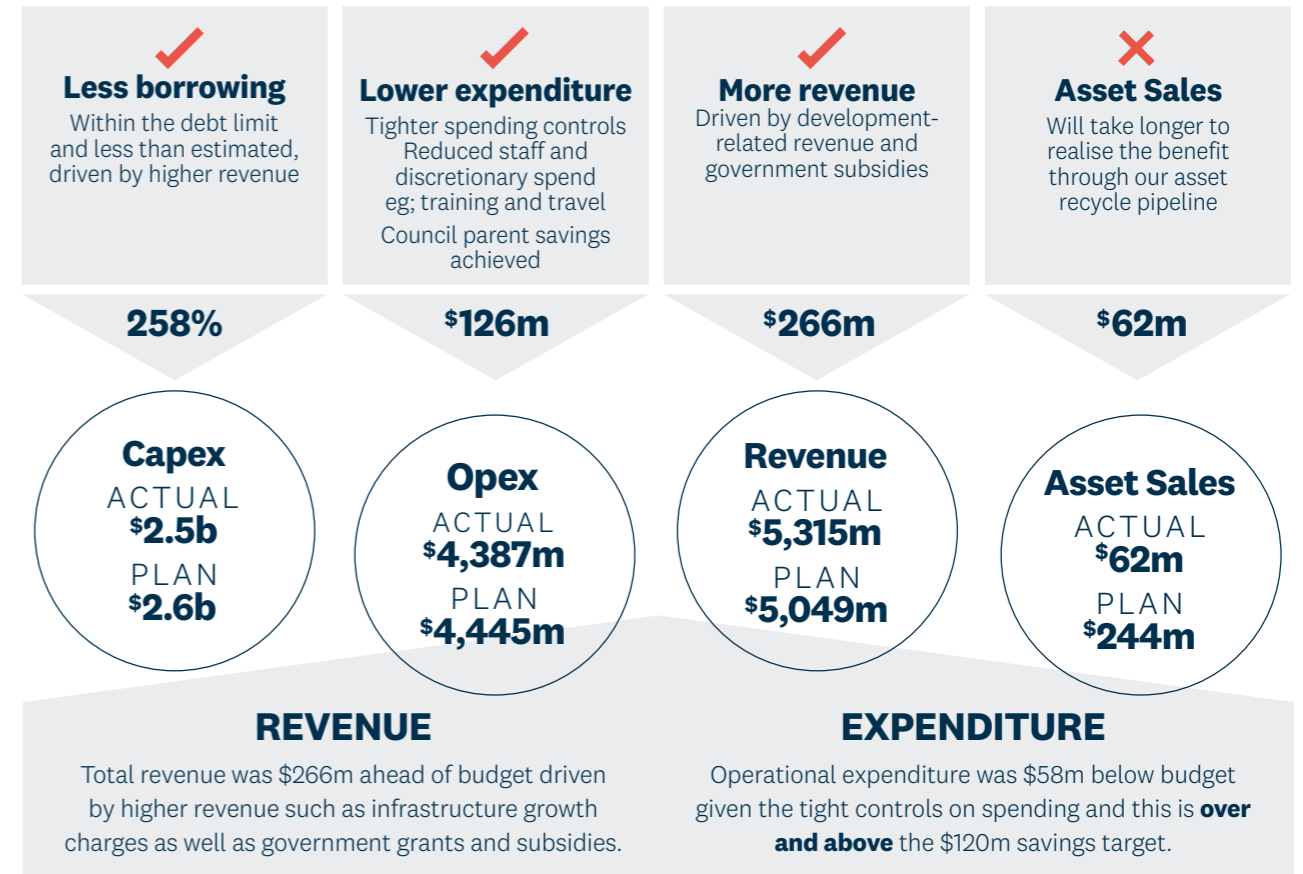 Less borrowing
Within the debt limit
and less than estimated,
driven by higher revenue
258%
Capex
ACTUAL
$2.5b
PLAN
$2.6b
Lower expenditure
Tighter spending controls
Reduced staff and
discretionary spend
eg; training and travel
Council parent savings
achieved
$126m
Opex
ACTUAL
$4,387m
PLAN
$4,445m
More revenue
Driven by development-
related revenue and
government subsidies
$266m
Revenue
ACTUAL
$5,315m
PLAN
$5,049m
Asset Sales
Will take longer to
realise the benefit
through our asset
recycle pipeline
$62m
Asset Sales
ACTUAL
$62m
PLAN
$244m
REVENUE
Total revenue was $266m ahead of budget driven
by higher revenue such as infrastructure growth
charges as well as government grants and subsidies.
EXPENDITURE
Operational expenditure was $58m below budget
given the tight controls on spending and this is over
and above the $120m savings target.